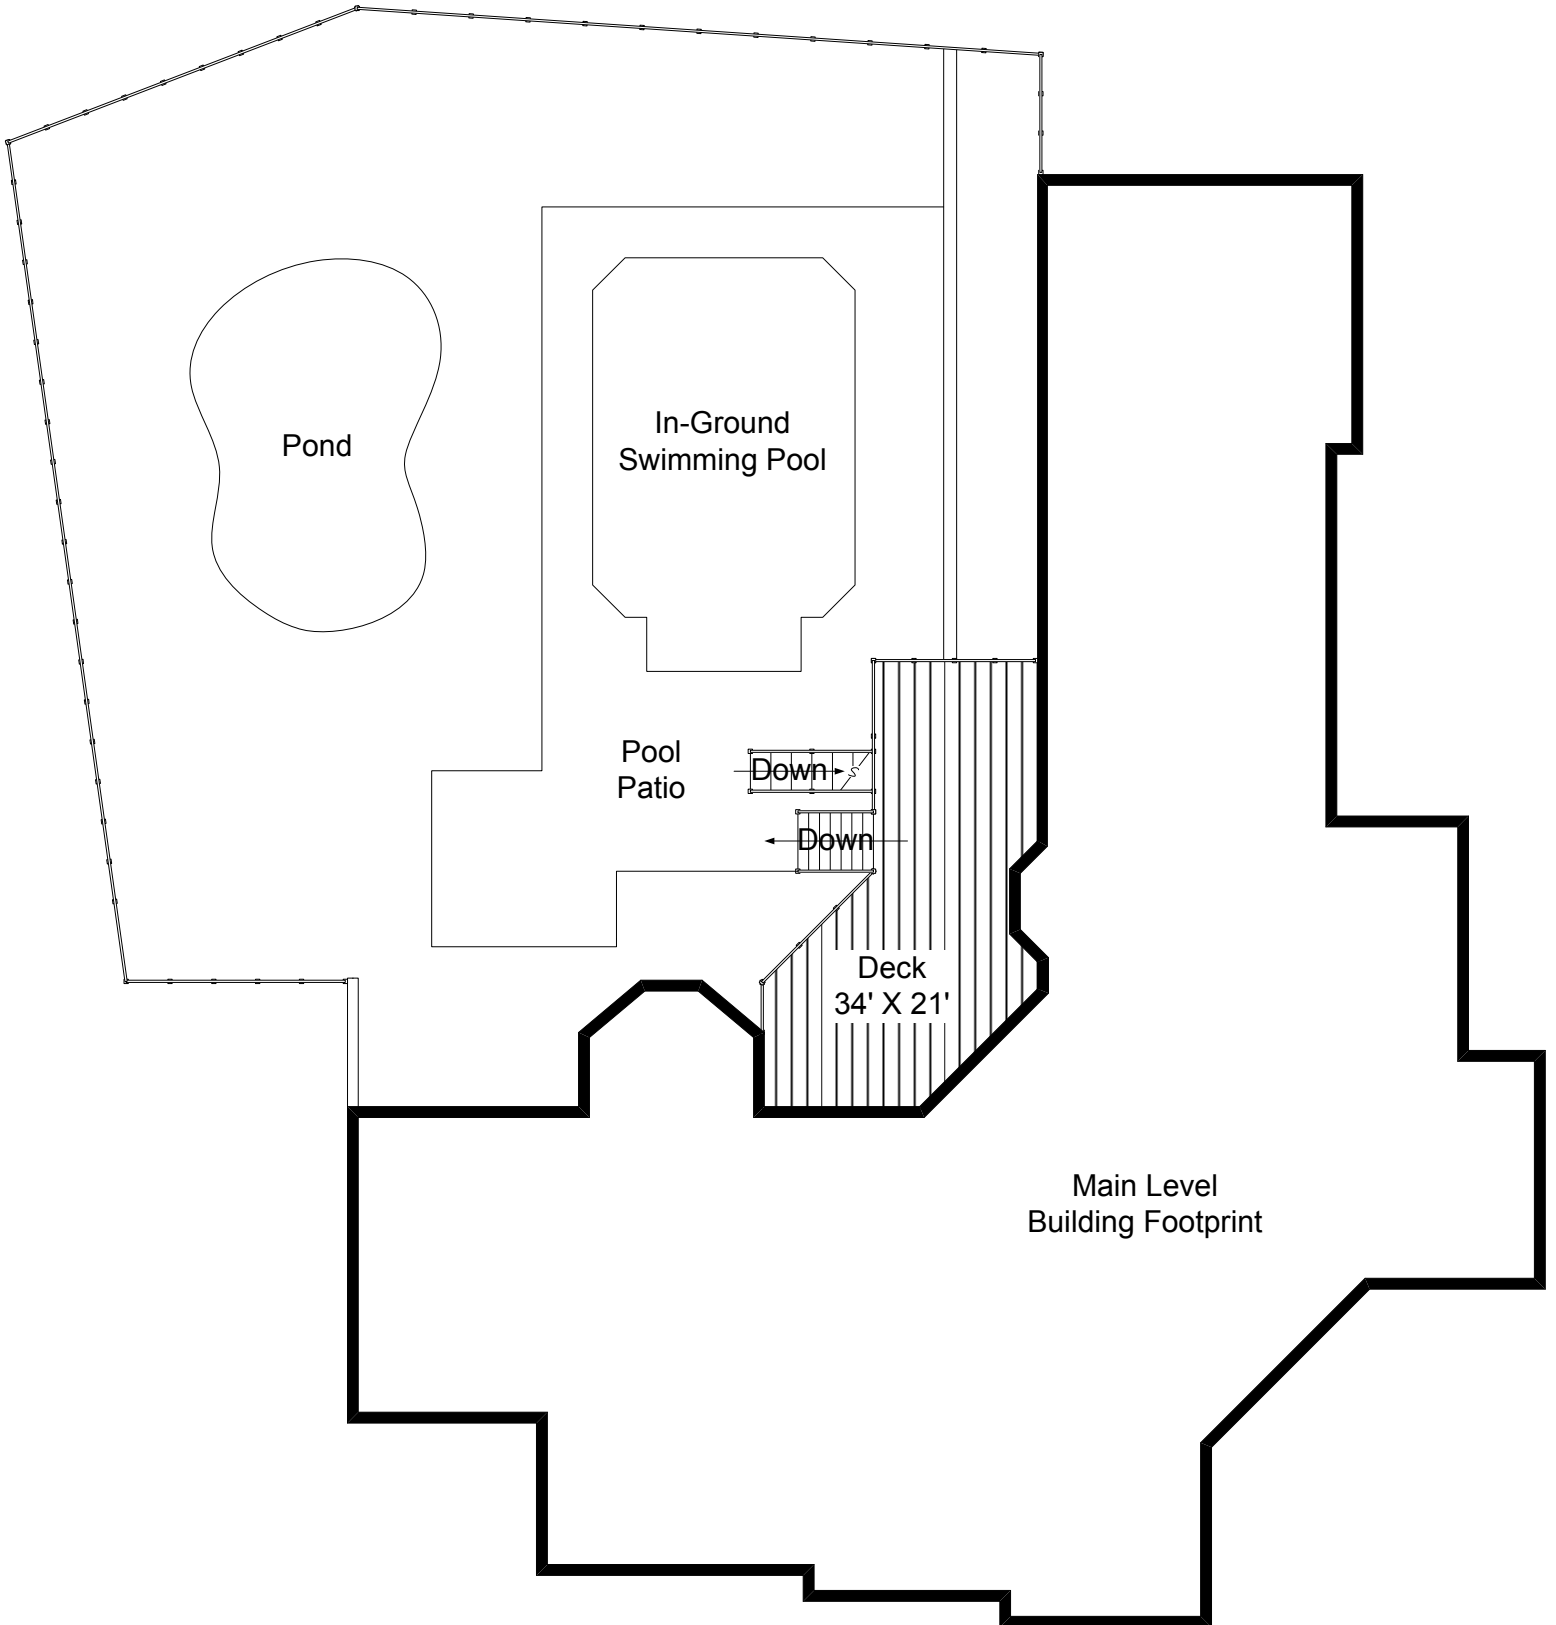 Pond
In-Ground
Swimming Pool
Pool
Patio
Down
Down
Deck
34' X 21'
Main Level
Building Footprint